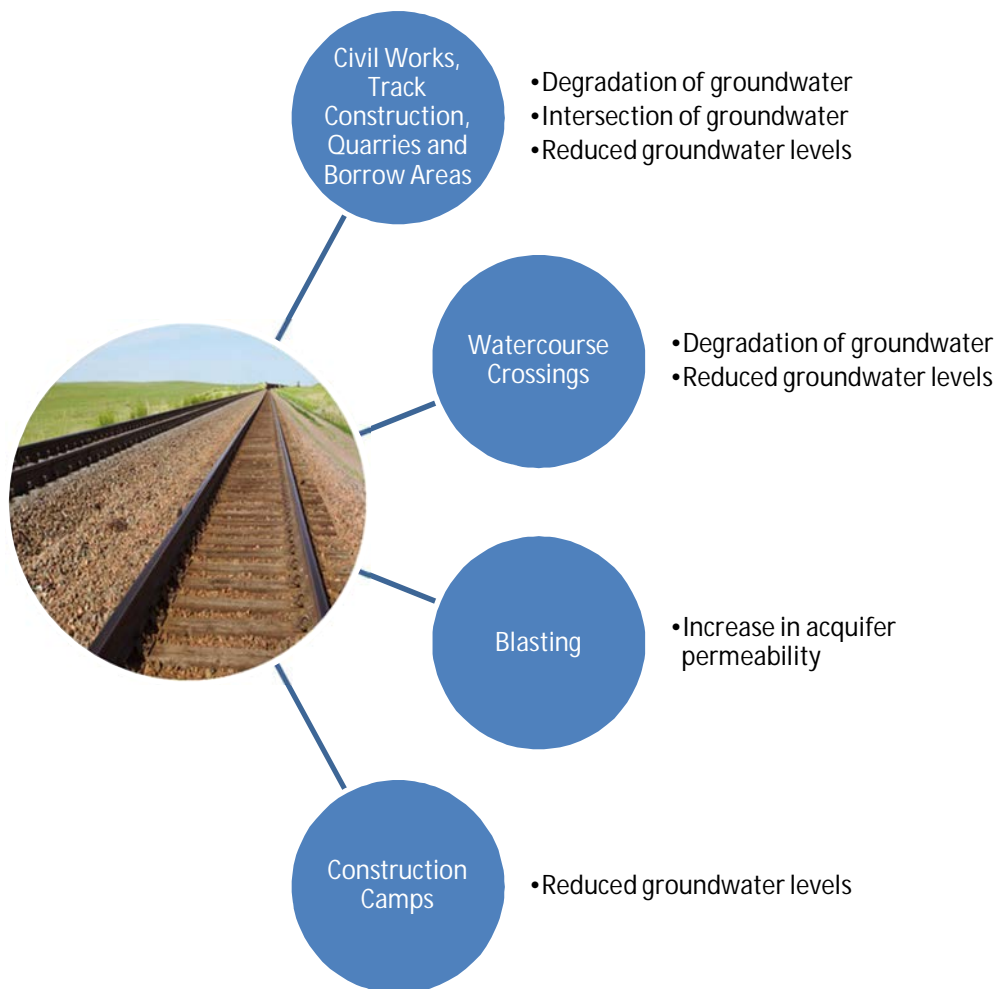 Civil Works,
Track
Construction,
Quarries and
Borrow Areas
•Degradation of groundwater
•Intersection of groundwater
•Reduced groundwater levels
Watercourse
Crossings
•Degradation of groundwater
•Reduced groundwater levels
Blasting
•Increase in acquifer
permeability
Construction
Camps
•Reduced groundwater levels